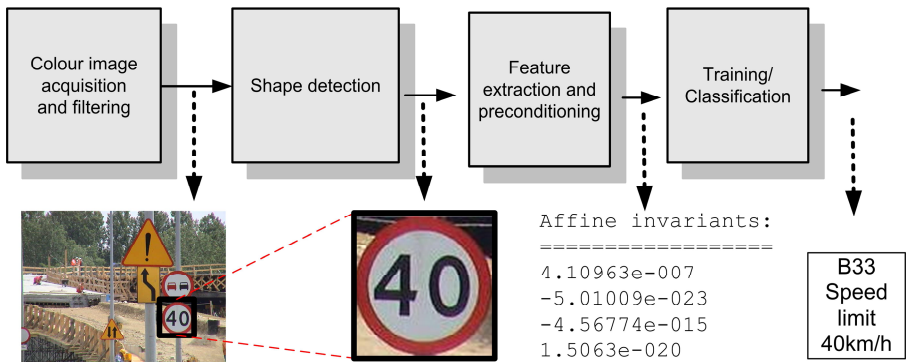 Colour image
acquisition
and filtering
Shape detection
Feature
extraction and
preconditioning
Training/
Classification
40
40
Affine invariants:
==================
4.10963e-007
-5.01009e-023
-4.56774e-015
1.5063e-020
B33
Speed
limit
40km/h